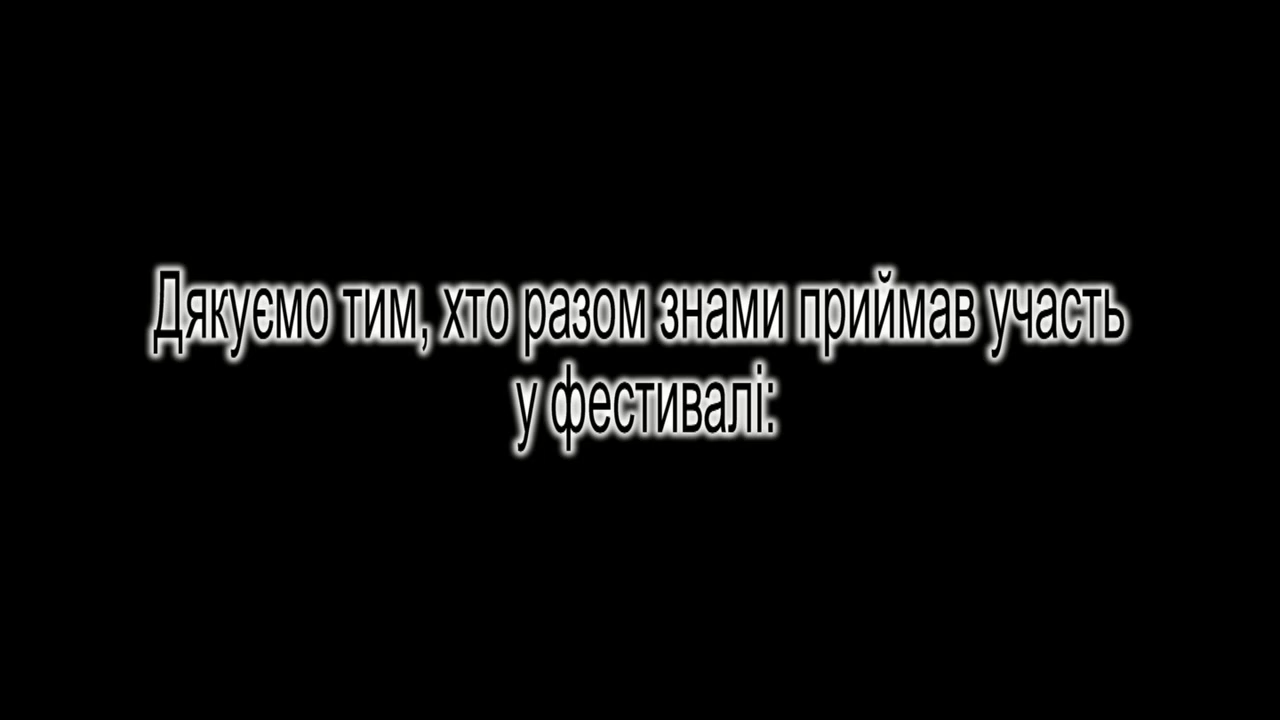 Дякуємо тим, хто разом знами приймав участь
у фестивалі: